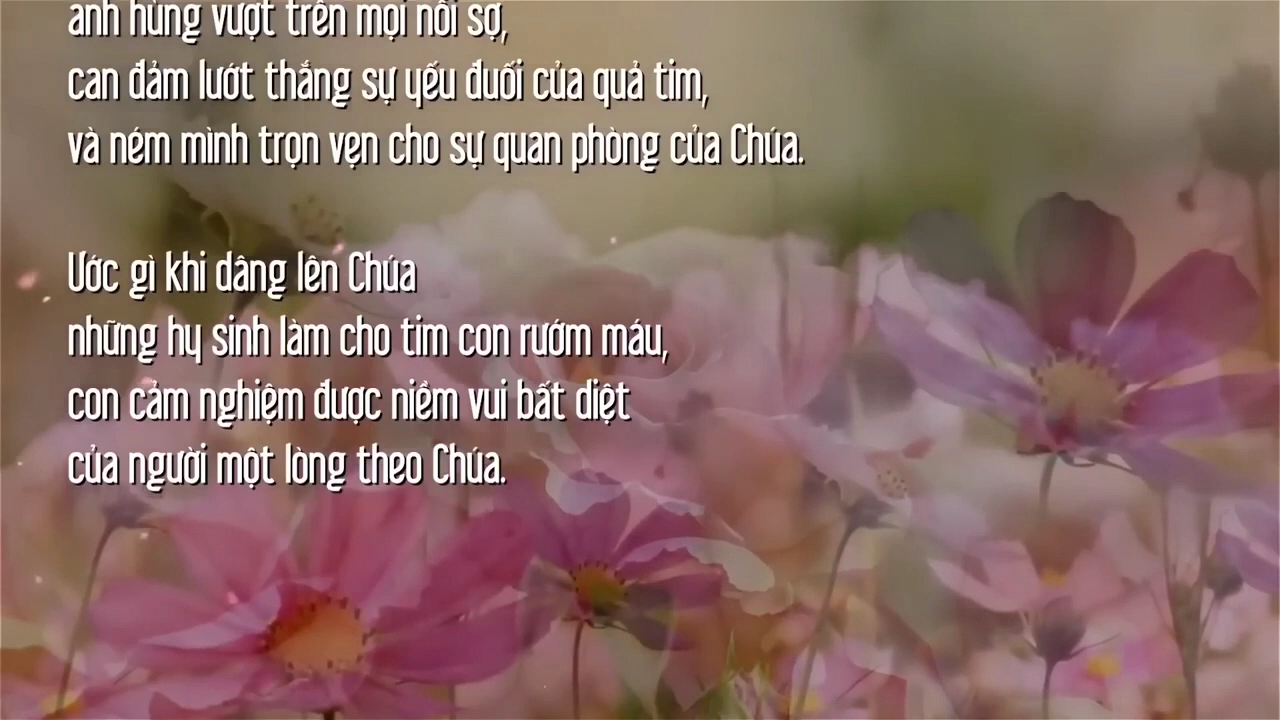 anh hùng vượt trên mọi nỗi sợ,
can đảm lướt thắng sự yếu đuối của quả tim,
và ném mình trọn vẹn cho sự quan phòng của Chúa.
Ước gì khi dâng lên Chúa
những hy sinh làm cho tim con rướm máu,
con cảm nghiệm được niềm vui bất diệt
của người một lòng theo Chúa.